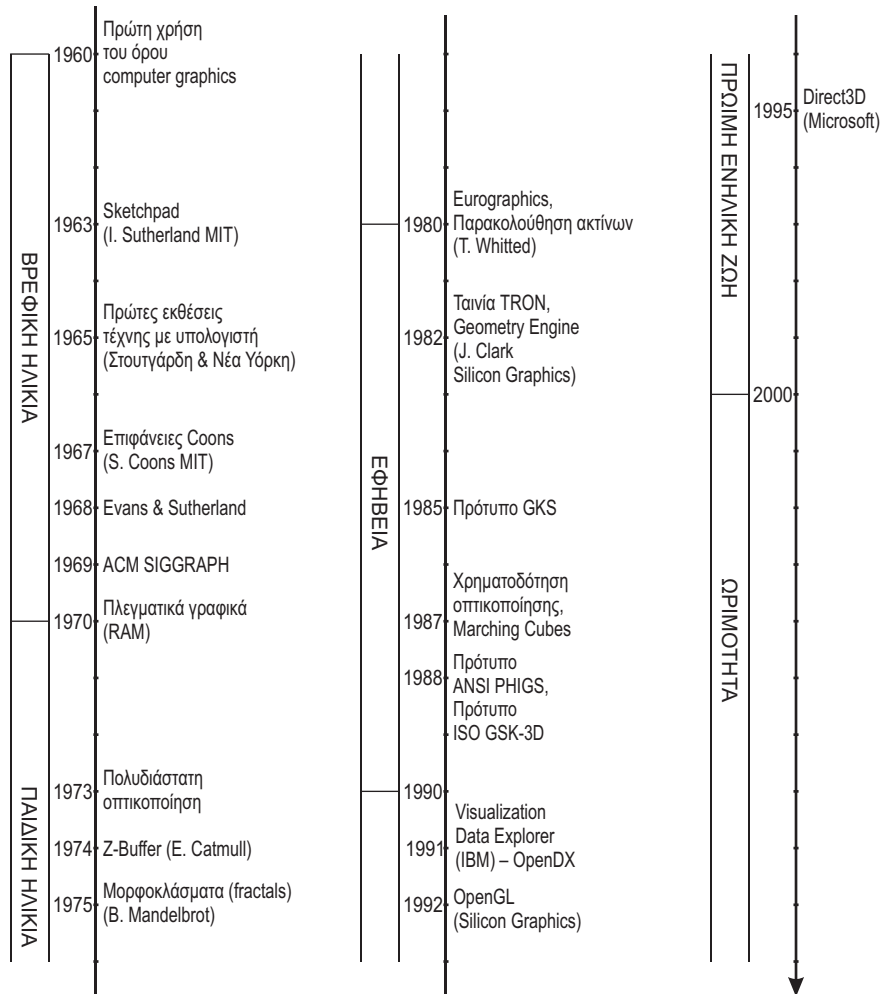 1960
Πρώτη χρήση
του όρου
computer graphics
ΒΡΕΦΙΚΗ ΗΛΙΚΙΑ
1963
Sketchpad
(I. Sutherland MIT)
1965
Πρώτες εκθέσεις
τέχνης με υπολογιστή
(Στουτγάρδη & Νέα Υόρκη)
1967
Επιφάνειες Coons
(S. Coons MIT)
1968
Evans & Sutherland
1969
ACM SIGGRAPH
1970
Πλεγματικά γραφικά
(RAM)
ΠΑΙΔΙΚΗ ΗΛΙΚΙΑ
1973
Πολυδιάστατη
οπτικοποίηση
1974
Z-Buffer (E. Catmull)
1975
Μορφοκλάσματα (fractals)
(B. Mandelbrot)
1980
Eurographics,
Παρακολούθηση ακτίνων
(T. Whitted)
ΕΦΗΒΕΙΑ
1982
Ταινία TRON,
Geometry Engine
(J. Clark
Silicon Graphics)
1985
Πρότυπο GKS
1987
Χρηματοδότηση
οπτικοποίησης,
Marching Cubes
1988
Πρότυπο
ANSI PHIGS,
Πρότυπο
ISO GSK-3D
1990
1991
Visualization
Data Explorer
(IBM) – OpenDX
1992
OpenGL
(Silicon Graphics)
ΠΡΩΙΜΗ ΕΝΗΛΙΚΗ ΖΩΗ
1995
Direct3D
(Microsoft)
2000
ΩΡΙΜΟΤΗΤΑ